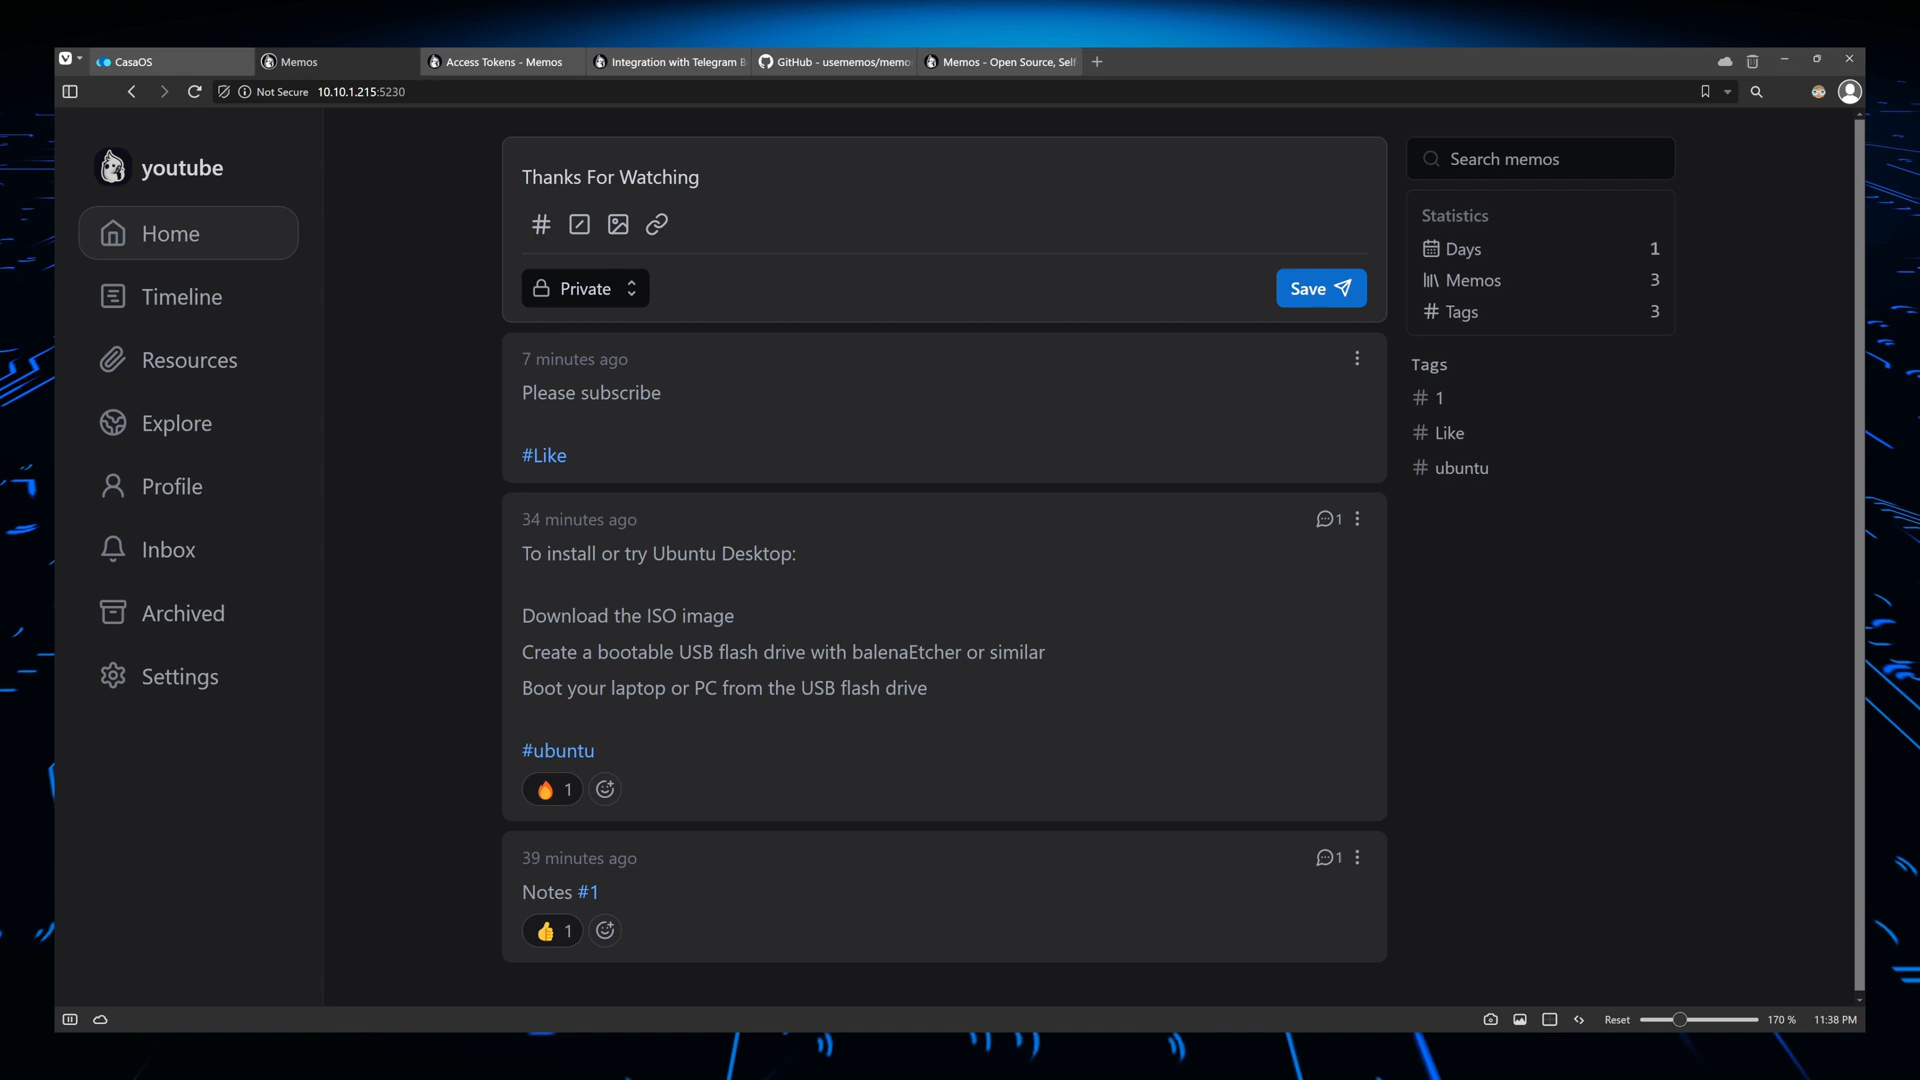 CasaOS
Memos
Access Tokens - Memos
Integration with Telegram B
GitHub - usememos/memo
Memos - Open Source, Self
Not Secure 10.10.1.215:5230
youtube
Home
Timeline
Resources
Explore
Profile
Inbox
Archived
Settings
Thanks For Watching
Private
Save
7 minutes ago
Please subscribe
#Like
34 minutes ago
1
To install or try Ubuntu Desktop:
Download the ISO image
Create a bootable USB flash drive with balenaEtcher or similar
Boot your laptop or PC from the USB flash drive
#ubuntu
🔥 1
39 minutes ago
1
Notes #1
👍 1
Search memos
Statistics
Days 1
Memos 3
# Tags 3
Tags
# 1
# Like
# ubuntu
Reset 170 % 11:38 PM